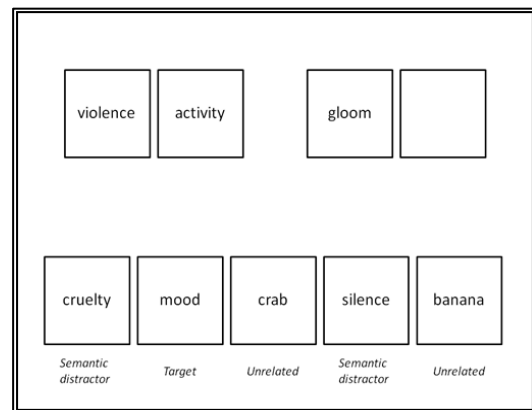 violence activity gloom
cruelty mood crab silence banana
Semantic distractor Target Unrelated Semantic distractor Unrelated